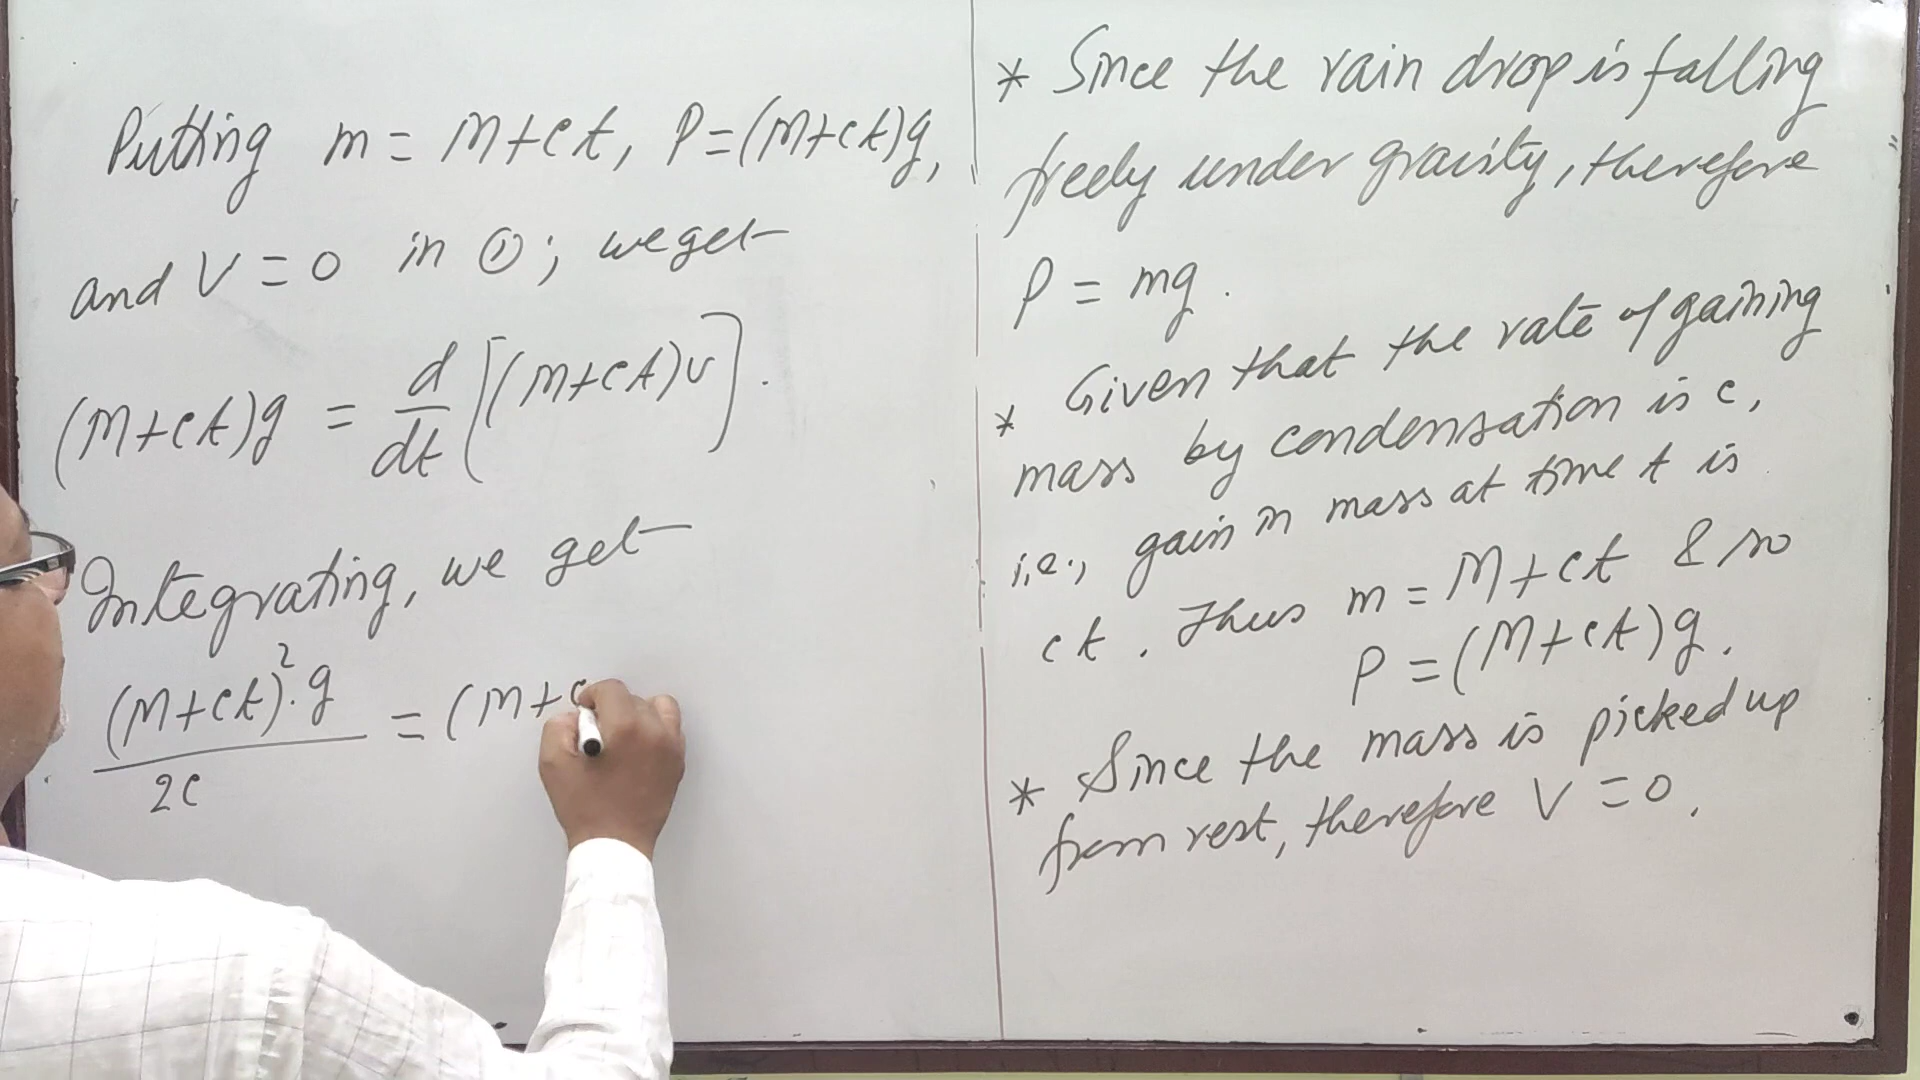 Putting m = M+ct, P=(M+ct)g,
and V = 0 in ①; we get
(M+ct)g = d/dt [(M+ct)v].
Integrating, we get
(M+ct)².g / 2c = (M+c
* Since the rain drop is falling
freely under gravity, therefore
P = mg.
* Given that the rate of gaining
mass by condensation is c,
i.e., gain in mass at time t is
ct. Thus m = M+ct & so
P = (M+ct)g.
* Since the mass is picked up
from rest, therefore V = 0.